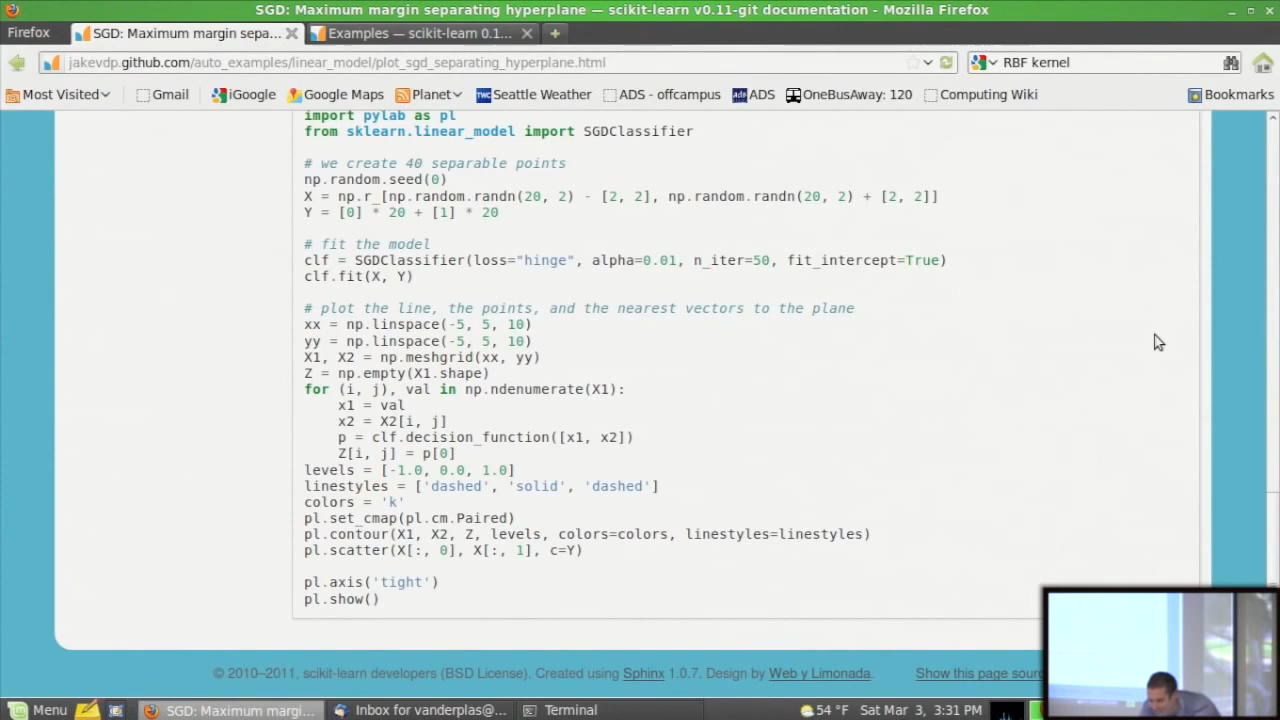 SGD: Maximum margin separating hyperplane — scikit-learn v0.11-git documentation - Mozilla Firefox
Firefox
SGD: Maximum margin sepa...
Examples — scikit-learn 0.1...
jakevdp.github.com/auto_examples/linear_model/plot_sgd_separating_hyperplane.html
RBF kernel
Most Visited
Gmail
iGoogle
Google Maps
Planet
TWC Seattle Weather
ADS - offcampus
Ads ADS
OneBusAway: 120
Computing Wiki
Bookmarks
import pylab as pl
from sklearn.linear_model import SGDClassifier
# we create 40 separable points
np.random.seed(0)
X = np.r_[np.random.randn(20, 2) - [2, 2], np.random.randn(20, 2) + [2, 2]]
Y = [0] * 20 + [1] * 20
# fit the model
clf = SGDClassifier(loss="hinge", alpha=0.01, n_iter=50, fit_intercept=True)
clf.fit(X, Y)
# plot the line, the points, and the nearest vectors to the plane
xx = np.linspace(-5, 5, 10)
yy = np.linspace(-5, 5, 10)
X1, X2 = np.meshgrid(xx, yy)
Z = np.empty(X1.shape)
for (i, j), val in np.ndenumerate(X1):
    x1 = val
    x2 = X2[i, j]
    p = clf.decision_function([x1, x2])
    Z[i, j] = p[0]
levels = [-1.0, 0.0, 1.0]
linestyles = ['dashed', 'solid', 'dashed']
colors = 'k'
pl.set_cmap(pl.cm.Paired)
pl.contour(X1, X2, Z, levels, colors=colors, linestyles=linestyles)
pl.scatter(X[:, 0], X[:, 1], c=Y)
pl.axis('tight')
pl.show()
© 2010–2011, scikit-learn developers (BSD License). Created using Sphinx 1.0.7. Design by Web y Limonada. Show this page sour
Menu
SGD: Maximum margi...
Inbox for vanderplas@...
Terminal
54 °F
Sat Mar 3, 3:31 PM